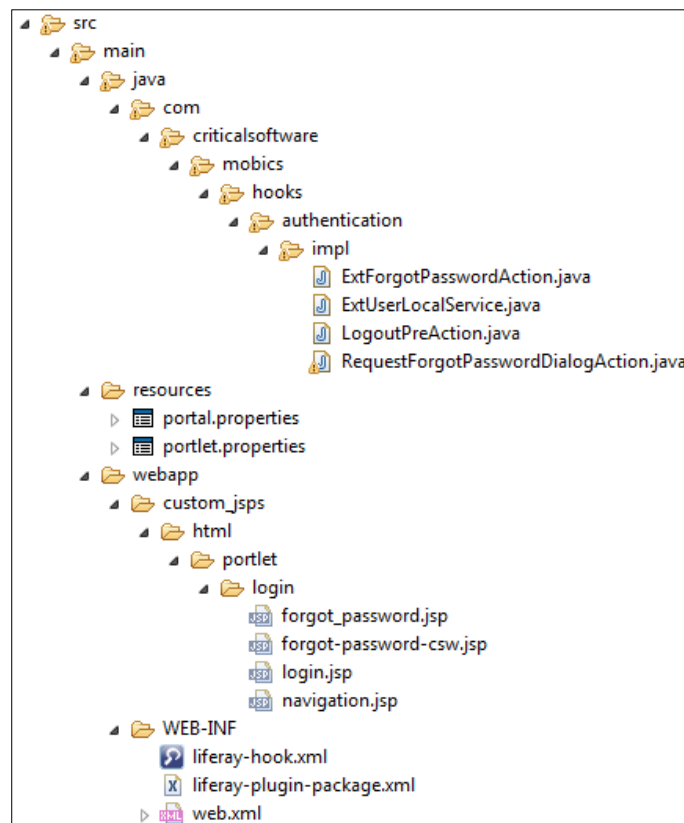 src
main
java
com
criticalsoftware
mobics
hooks
authentication
impl
ExtForgotPasswordAction.java
ExtUserLocalService.java
LogoutPreAction.java
RequestForgotPasswordDialogAction.java
resources
portal.properties
portlet.properties
webapp
custom_jsps
html
portlet
login
forgot_password.jsp
forgot-password-csw.jsp
login.jsp
navigation.jsp
WEB-INF
liferay-hook.xml
liferay-plugin-package.xml
web.xml